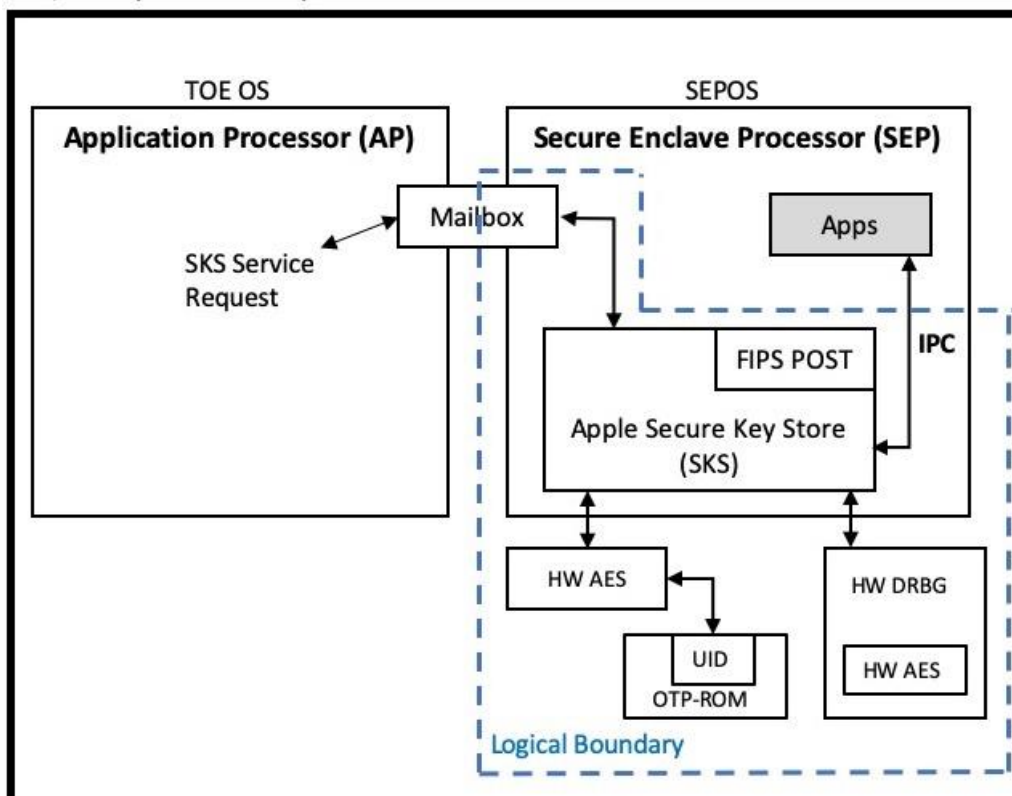 TOE OS
Application Processor (AP)
SKS Service
Request
Mailbox
SEPOS
Secure Enclave Processor (SEP)
Apps
IPC
FIPS POST
Apple Secure Key Store
(SKS)
HW AES
UID
OTP-ROM
HW DRBG
HW AES
Logical Boundary